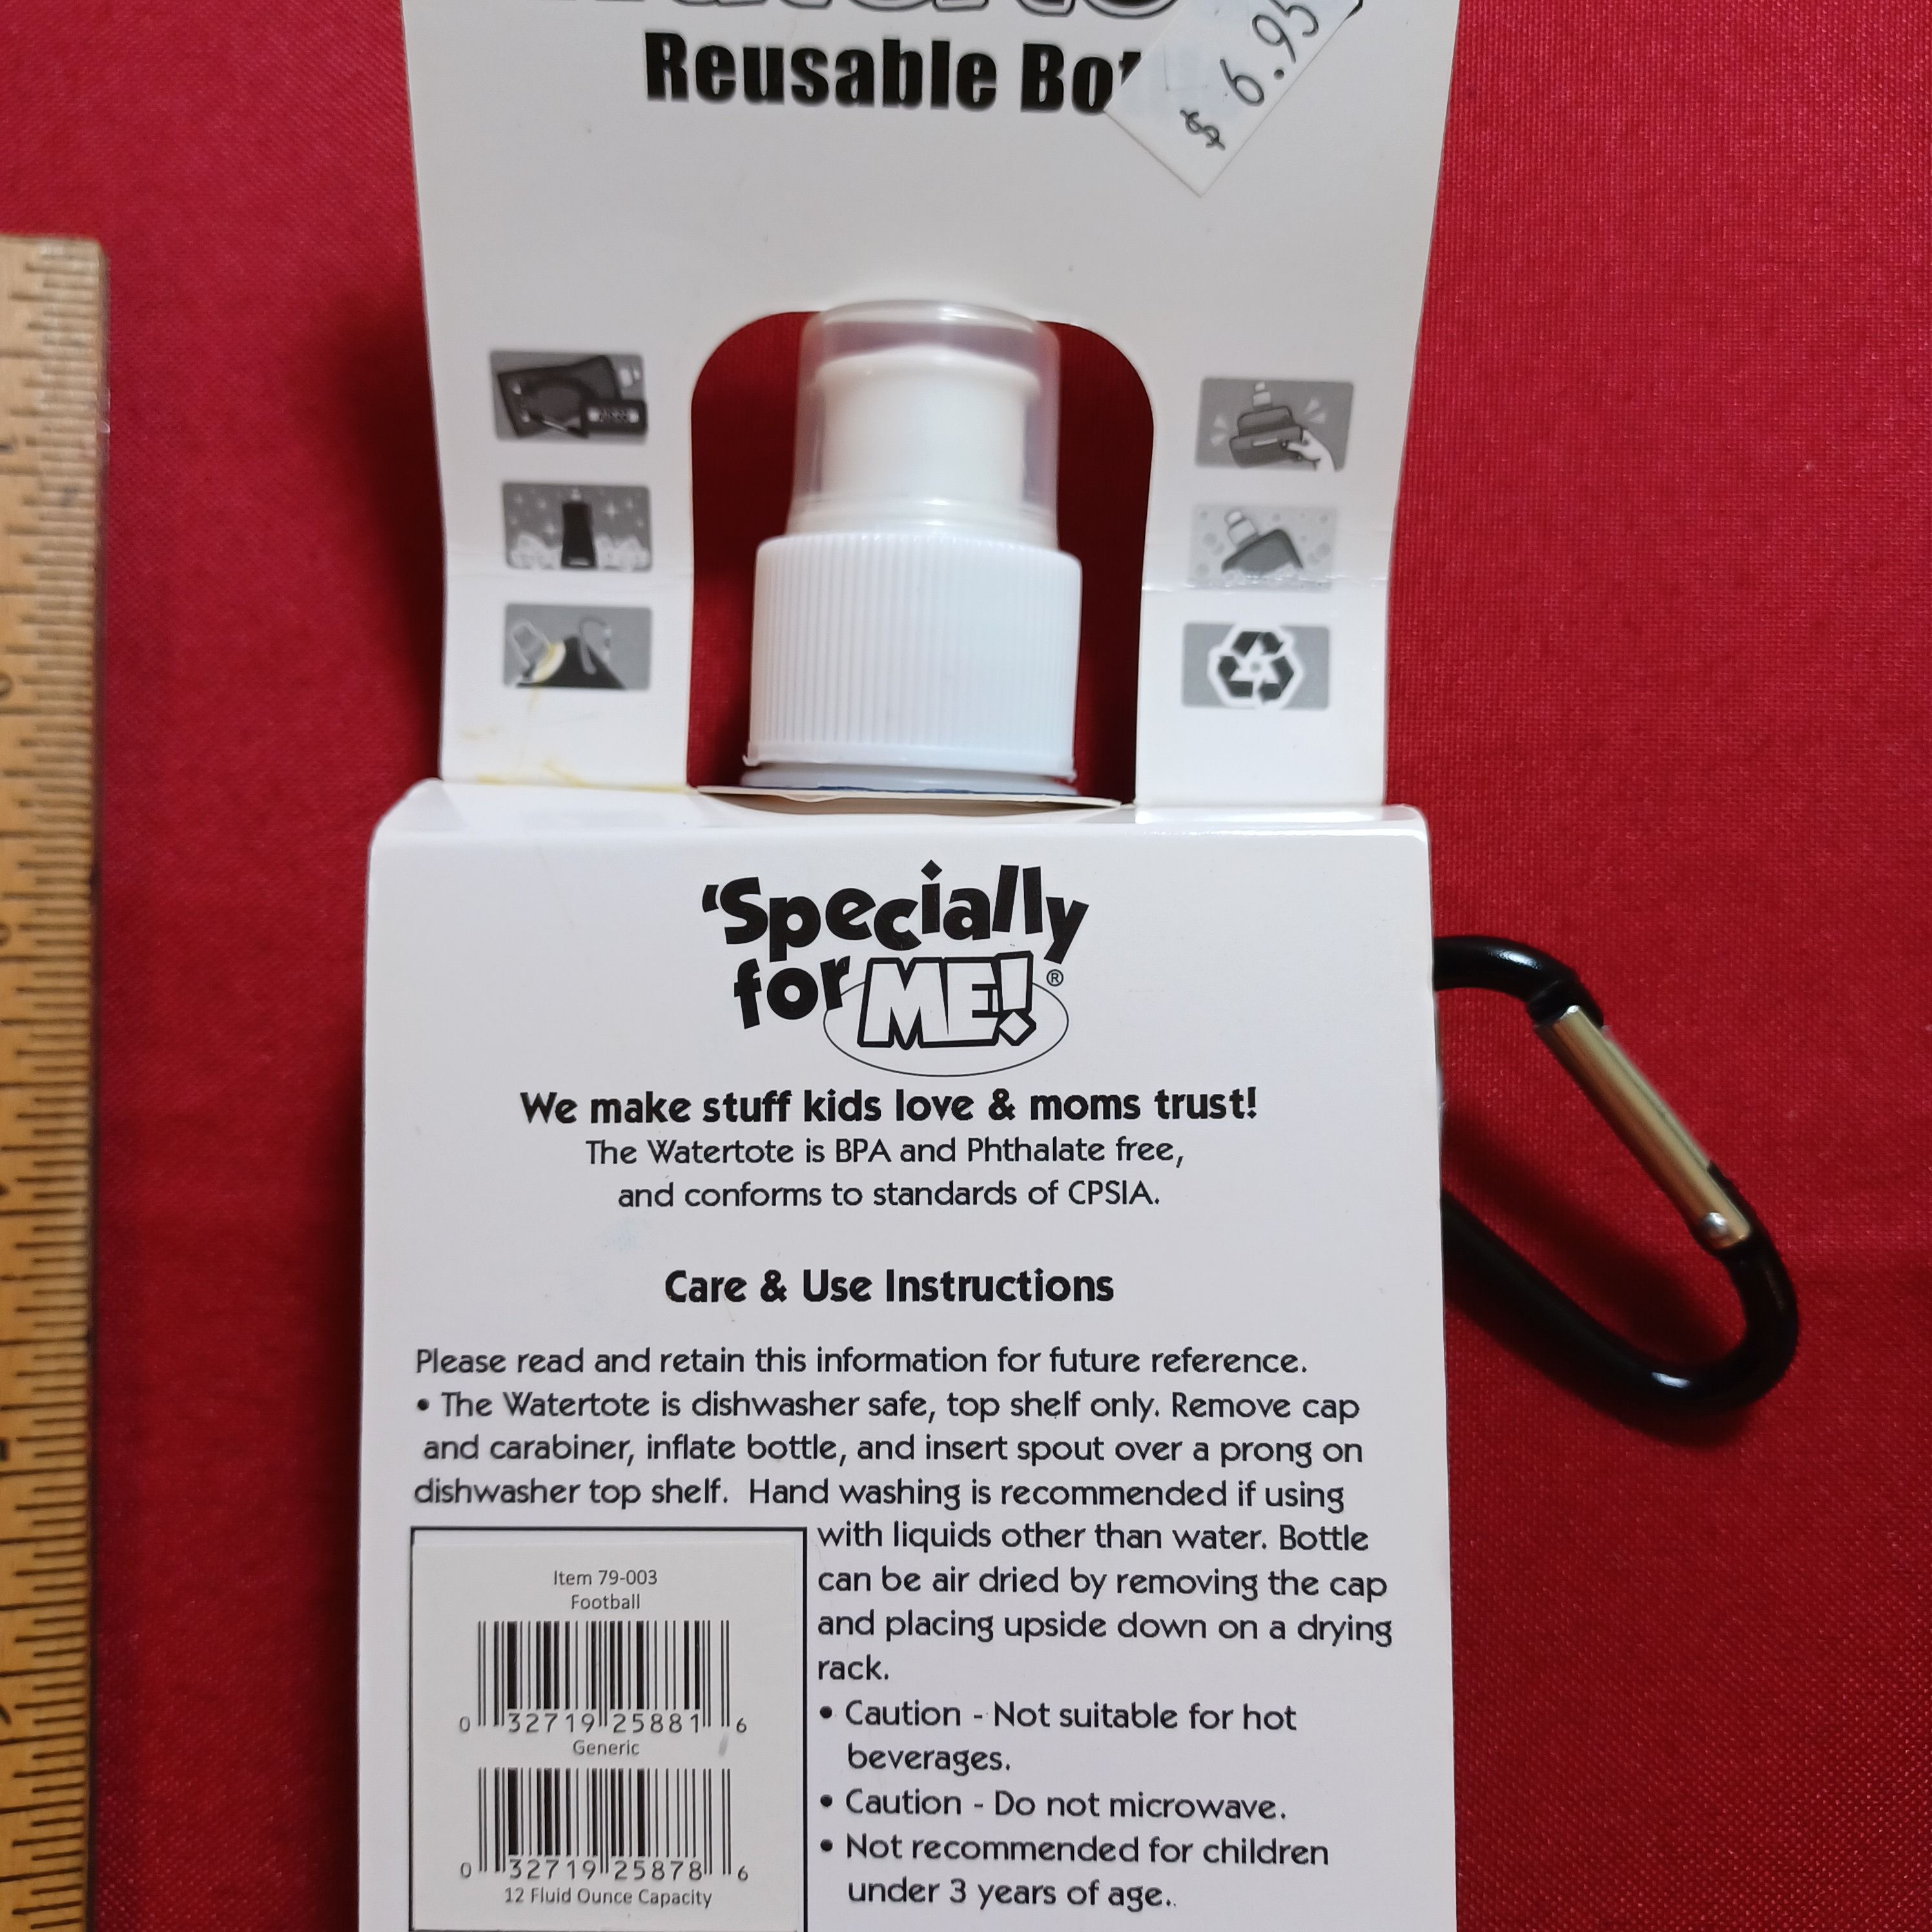 Reusable
$6.95
'Specially
for ME!®
We make stuff kids love & moms trust!
The Watertote is BPA and Phthalate free,
and conforms to standards of CPSIA.
Care & Use Instructions
Please read and retain this information for future reference.
• The Watertote is dishwasher safe, top shelf only. Remove cap
and carabiner, inflate bottle, and insert spout over a prong on
dishwasher top shelf. Hand washing is recommended if using
with liquids other than water. Bottle
can be air dried by removing the cap
and placing upside down on a drying
rack.
• Caution - Not suitable for hot
beverages.
• Caution - Do not microwave.
• Not recommended for children
under 3 years of age.
Item 79-003
Football
0 32719 25881 6
Generic
0 32719 25878 6
12 Fluid Ounce Capacity